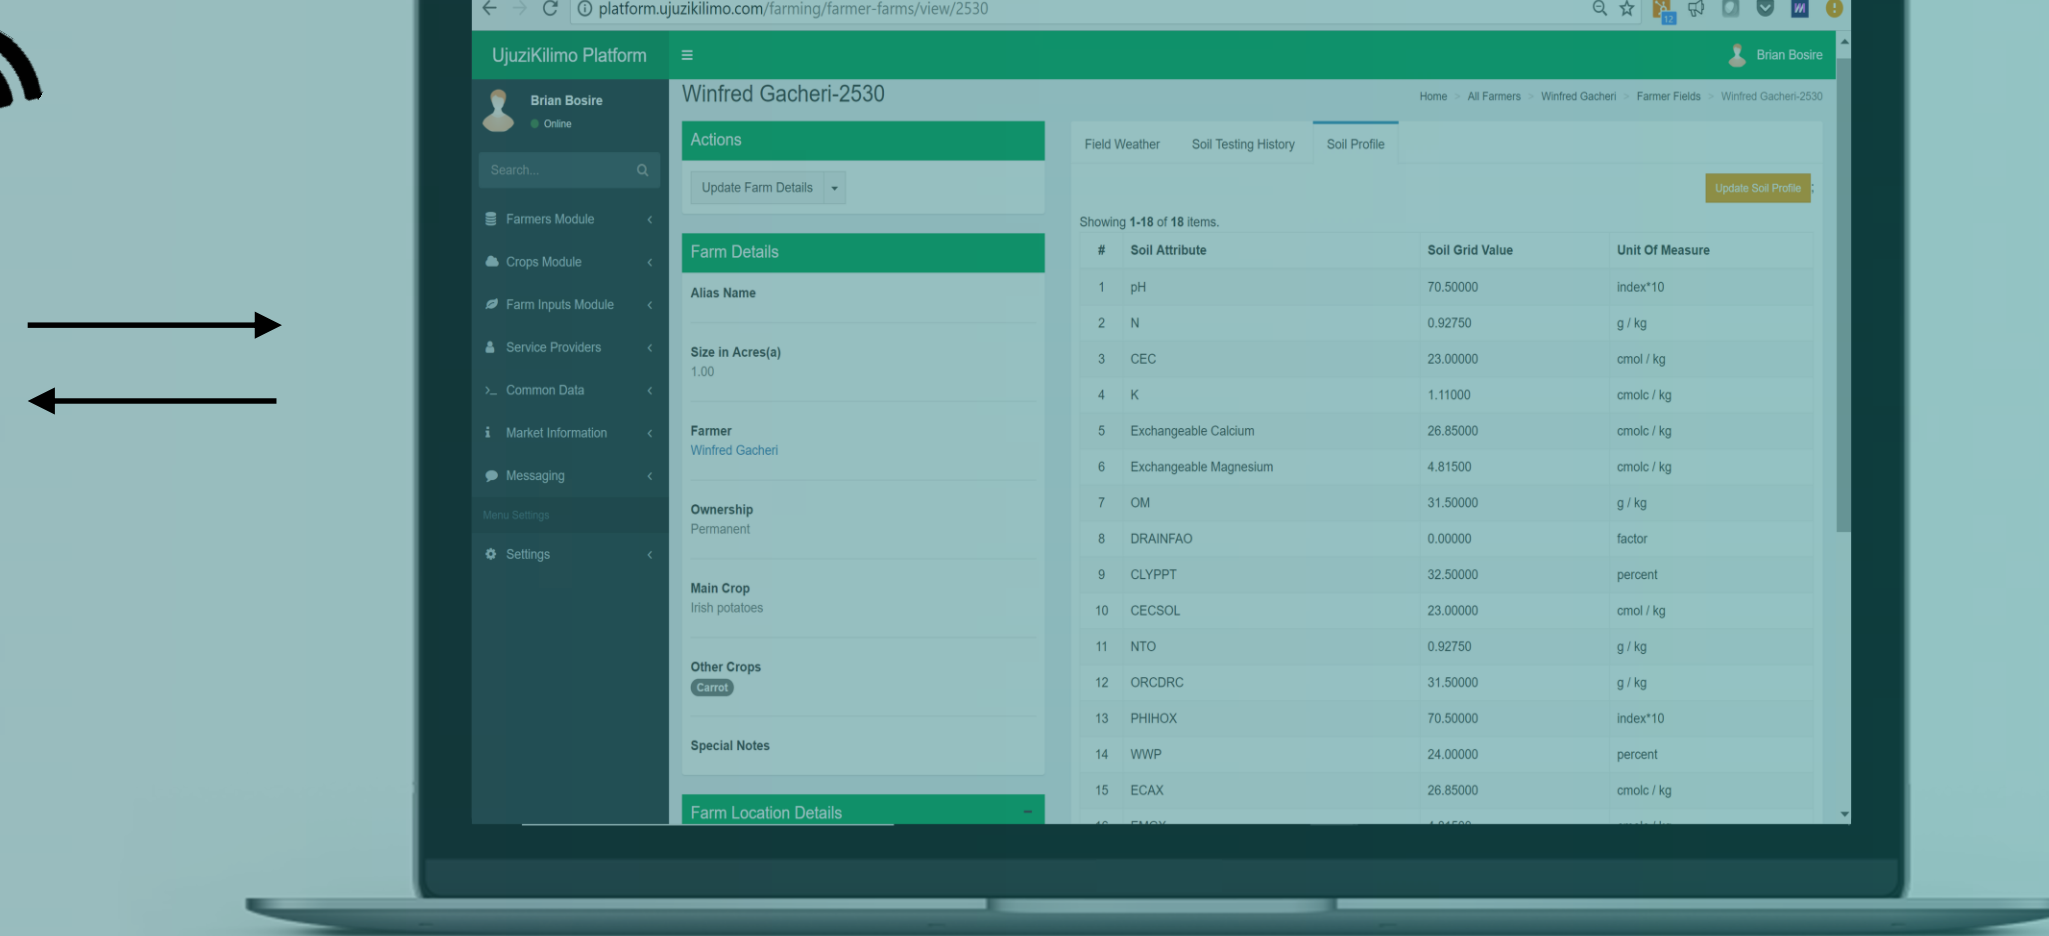 platform.ujuzikilimo.com/farming/farmer-farms/view/2530
12
UjuziKilimo Platform
Brian Bosire
Brian Bosire
Online
Search...
Farmers Module
Crops Module
Farm Inputs Module
Service Providers
Common Data
Market Information
Messaging
Menu Settings
Settings
Winfred Gacheri-2530
Home > All Farmers > Winfred Gacheri > Farmer Fields > Winfred Gacheri-2530
Actions
Update Farm Details
Farm Details
Alias Name
Size in Acres(a)
1.00
Farmer
Winfred Gacheri
Ownership
Permanent
Main Crop
Irish potatoes
Other Crops
Carrot
Special Notes
Farm Location Details
Field Weather Soil Testing History Soil Profile
Update Soil Profile ;
Showing 1-18 of 18 items.
# Soil Attribute Soil Grid Value Unit Of Measure
1 pH 70.50000 index*10
2 N 0.92750 g / kg
3 CEC 23.00000 cmol / kg
4 K 1.11000 cmolc / kg
5 Exchangeable Calcium 26.85000 cmolc / kg
6 Exchangeable Magnesium 4.81500 cmolc / kg
7 OM 31.50000 g / kg
8 DRAINFAO 0.00000 factor
9 CLYPPT 32.50000 percent
10 CECSOL 23.00000 cmol / kg
11 NTO 0.92750 g / kg
12 ORCDRC 31.50000 g / kg
13 PHIHOX 70.50000 index*10
14 WWP 24.00000 percent
15 ECAX 26.85000 cmolc / kg